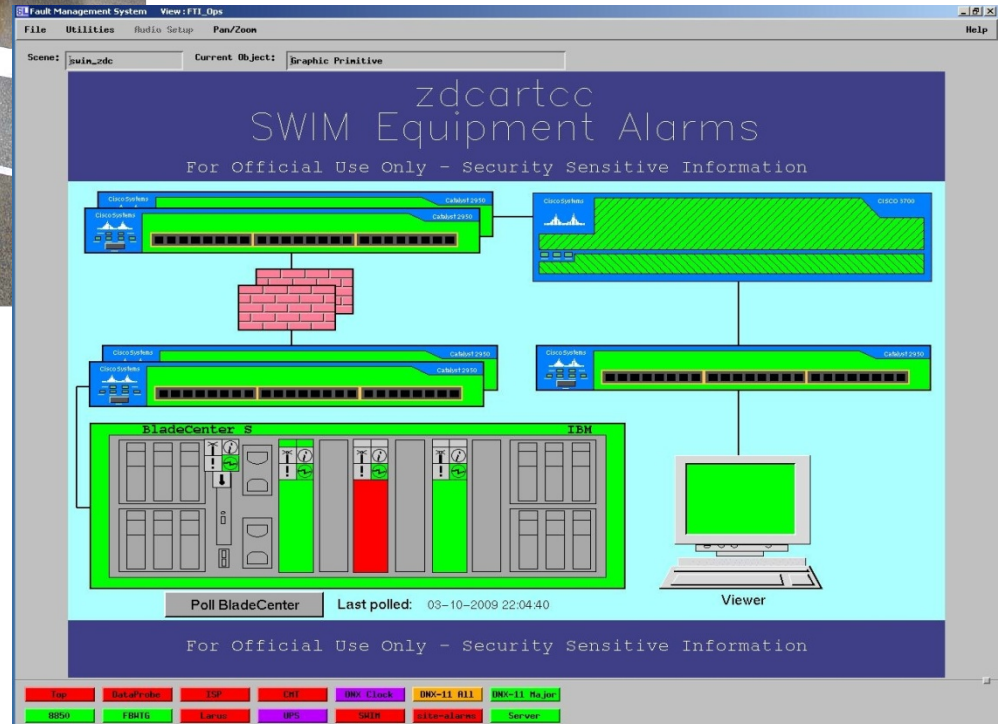 Fault Management System View:FTI_Ops
File Utilities Audio Setup Pan/Zoom Help
Scene: swim_zdc Current Object: Graphic Primitive
zdcartcc
SWIM Equipment Alarms
For Official Use Only - Security Sensitive Information
Cisco Systems Catalyst 2950
Cisco Systems Catalyst 2950
Cisco Systems CISCO 3700
Cisco Systems Catalyst 2950
Cisco Systems Catalyst 2950
Cisco Systems Catalyst 2950
BladeCenter S IBM
Poll BladeCenter Last polled: 03-10-2009 22:04:40
Viewer
For Official Use Only - Security Sensitive Information
Top DataProbe ISP CMT DNX Clock DNX-11 All DNX-11 Major
8850 FBWTG Larus UPS SWIM site-alarms Server